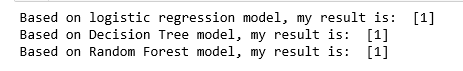 Based on logistic regression model, my result is:  [1]
Based on Decision Tree model, my result is:  [1]
Based on Random Forest model, my result is:  [1]